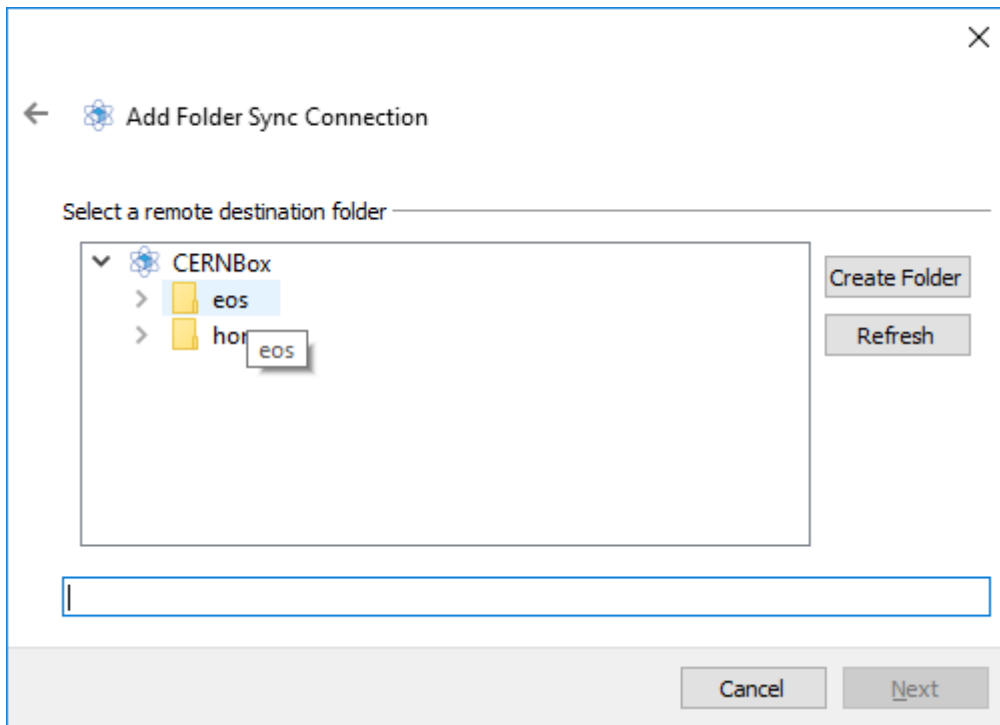 Add Folder Sync Connection
Select a remote destination folder
CERNBox
eos
eos
Create Folder
Refresh
Cancel
Next